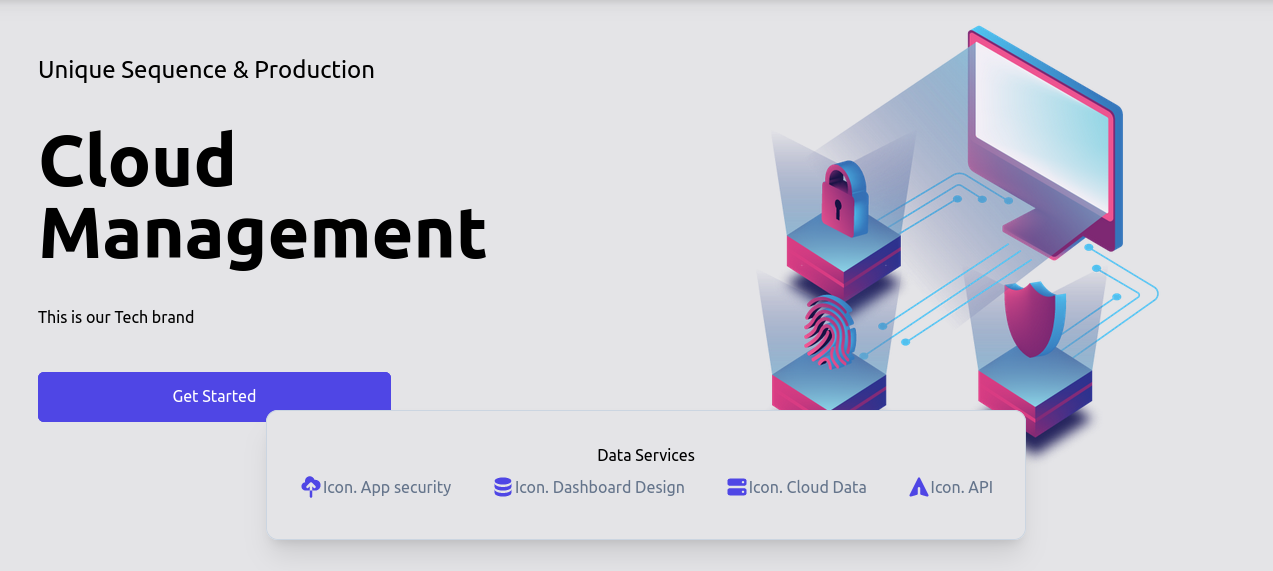 Unique Sequence & Production
Cloud
Management
This is our Tech brand
Get Started
Data Services
Icon. App security
Icon. Dashboard Design
Icon. Cloud Data
Icon. API